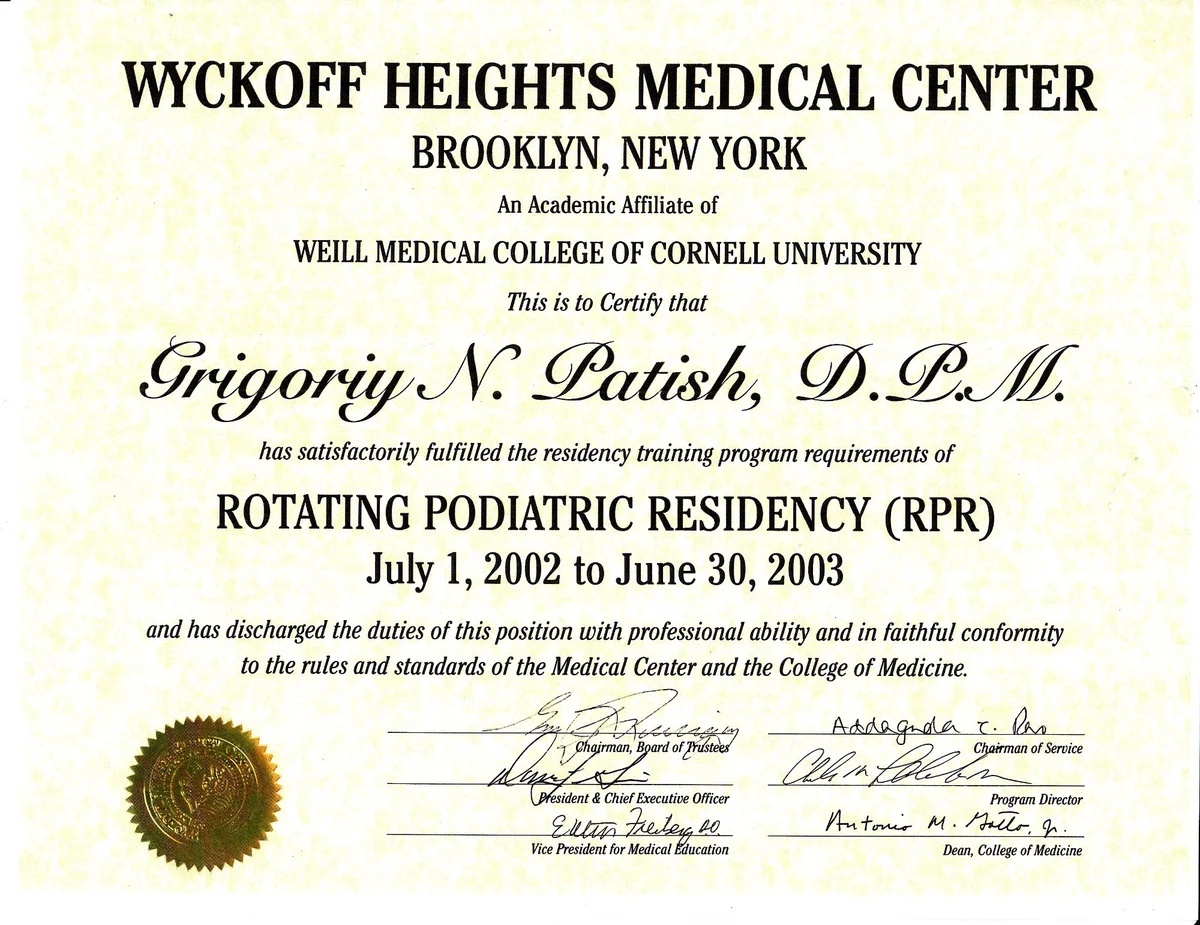 WYCKOFF HEIGHTS MEDICAL CENTER
BROOKLYN, NEW YORK
An Academic Affiliate of
WEILL MEDICAL COLLEGE OF CORNELL UNIVERSITY
This is to Certify that
Grigoriy N. Patish, D.P.M.
has satisfactorily fulfilled the residency training program requirements of
ROTATING PODIATRIC RESIDENCY (RPR)
July 1, 2002 to June 30, 2003
and has discharged the duties of this position with professional ability and in faithful conformity
to the rules and standards of the Medical Center and the College of Medicine.
Chairman, Board of Trustees
Chairman of Service
President & Chief Executive Officer
Program Director
Antonio M. Gotto, Jr.
Vice President for Medical Education
Dean, College of Medicine